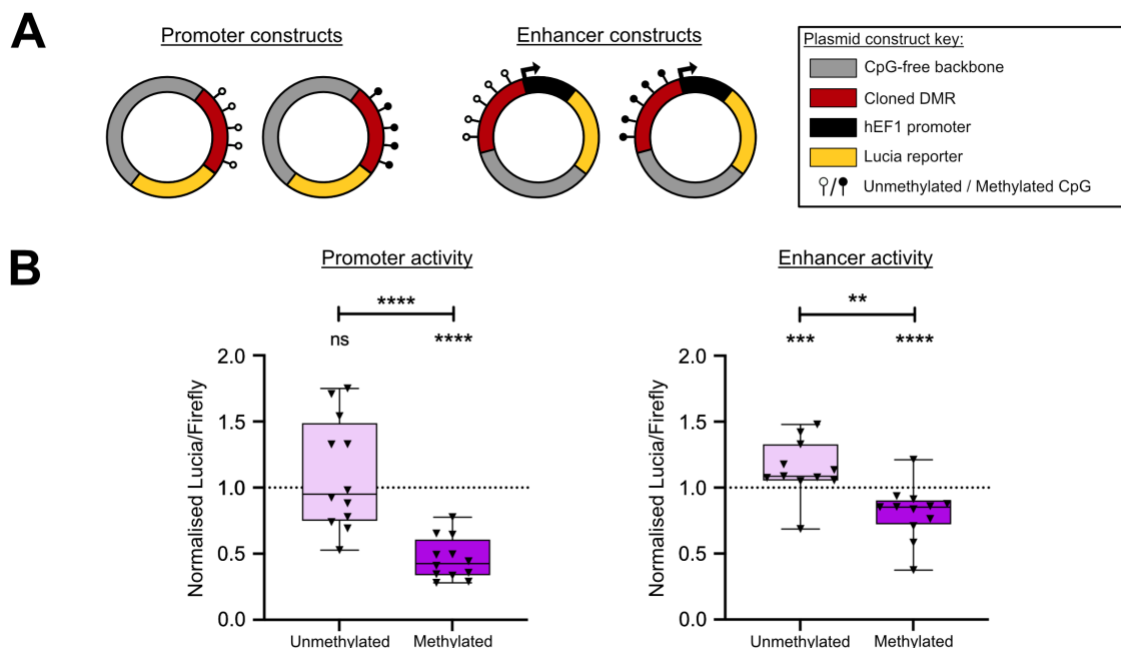 A
Promoter constructs
Enhancer constructs
Plasmid construct key:
CpG-free backbone
Cloned DMR
hEF1 promoter
Lucia reporter
/ Unmethylated / Methylated CpG
B
Promoter activity
****
ns ****
Normalised Lucia/Firefly
2.0
1.5
1.0
0.5
0.0
Unmethylated Methylated
Enhancer activity
**
*** ****
Normalised Lucia/Firefly
2.0
1.5
1.0
0.5
0.0
Unmethylated Methylated